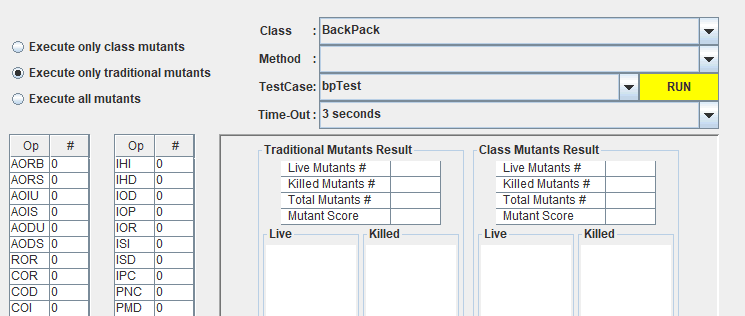 Class : BackPack
Execute only class mutants
Method :
Execute only traditional mutants
TestCase: bpTest RUN
Execute all mutants
Time-Out : 3 seconds
Op # Op #
AORB 0 IHI 0
AORS 0 IHD 0
AOIU 0 IOD 0
AOIS 0 IOP 0
AODU 0 IOR 0
AODS 0 ISI 0
ROR 0 ISD 0
COR 0 IPC 0
COD 0 PNC 0
COI 0 PMD 0
Traditional Mutants Result
Live Mutants #
Killed Mutants #
Total Mutants #
Mutant Score
Live Killed
Class Mutants Result
Live Mutants #
Killed Mutants #
Total Mutants #
Mutant Score
Live Killed